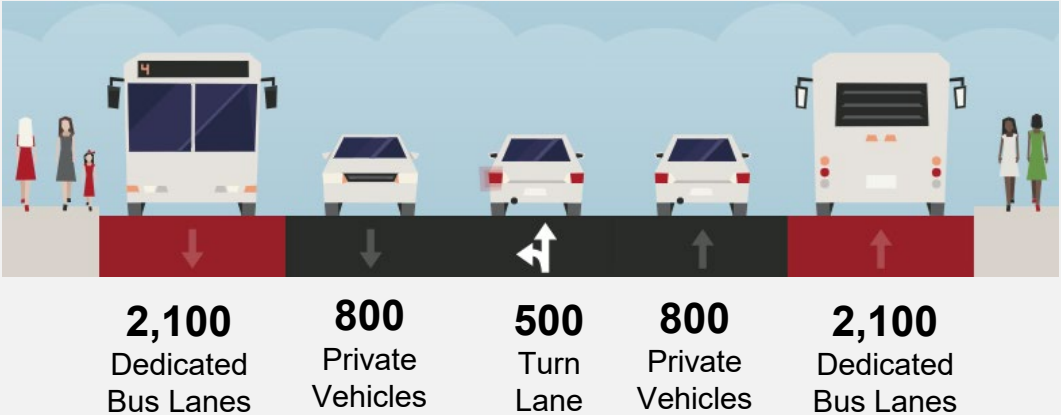 4
2,100
Dedicated
Bus Lanes
800
Private
Vehicles
500
Turn
Lane
800
Private
Vehicles
2,100
Dedicated
Bus Lanes